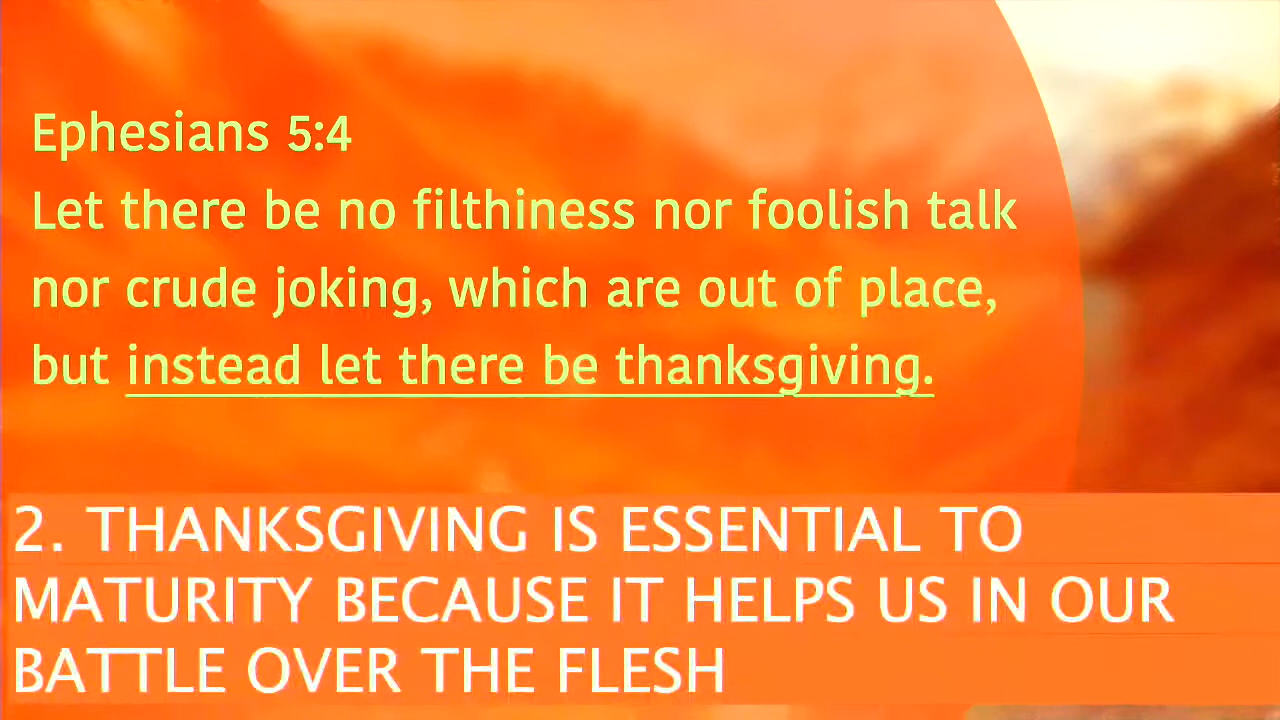 Ephesians 5:4
Let there be no filthiness nor foolish talk
nor crude joking, which are out of place,
but instead let there be thanksgiving.
2. THANKSGIVING IS ESSENTIAL TO
MATURITY BECAUSE IT HELPS US IN OUR
BATTLE OVER THE FLESH